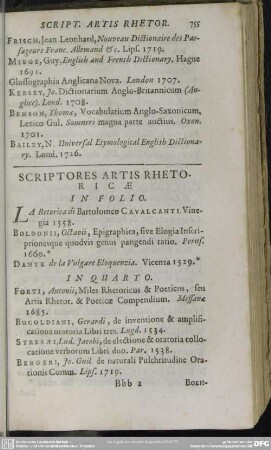 SCRIPT. ARTIS RHETOR. 755
FRISCH, Jean Leonhard, Nouveau Dictionaire des Pas-
sageurs Franc. Allemand &c. Lips. 1719.
MIEGE, Guy, English and French Dictionary. Hague
1691.
Glossographia Anglicana Nova. London 1707.
KERSEY, Jo. Dictionarium Anglo-Britannicum (An-
glice). Lond. 1708.
BENSON, Thomæ, Vocabularium Anglo-Saxonicum,
Lexico Gul. Somneri magna parte auctius. Oxon.
1701.
BAILEY, N. Universal Etymological English Dictiona-
ry. Lond. 1726.
SCRIPTORES ARTIS RHETO-
RICÆ
IN FOLIO.
LA Retorica di Bartolomeo CAVALCANTI. Vine-
gia 1558.
BOLDONII, Octavii, Epigraphica, sive Elogia Inscri-
ptionesque quodvis genus pangendi ratio. Perus.
1660.*
DANTE de la Vulgare Eloquenzia. Vicenza 1529.*
IN QUARTO.
FORTI, Antonii, Miles Rhetoricus & Poeticus, seu
Artis Rhetor. & Poeticæ Compendium. Messanæ
1685.
BUCOLDIANI, Gerardi, de inventione & amplifi-
catione oratoria Libri tres. Lugd. 1534.
STREBÆI, Lud. Jacobi, de electione & oratoria collo-
catione verborum Libri duo. Par. 1538.
BERGERI, Jo. Guil. de naturali Pulchritudine Ora-
tionis Comm. Lips. 1719.
Bbb 2